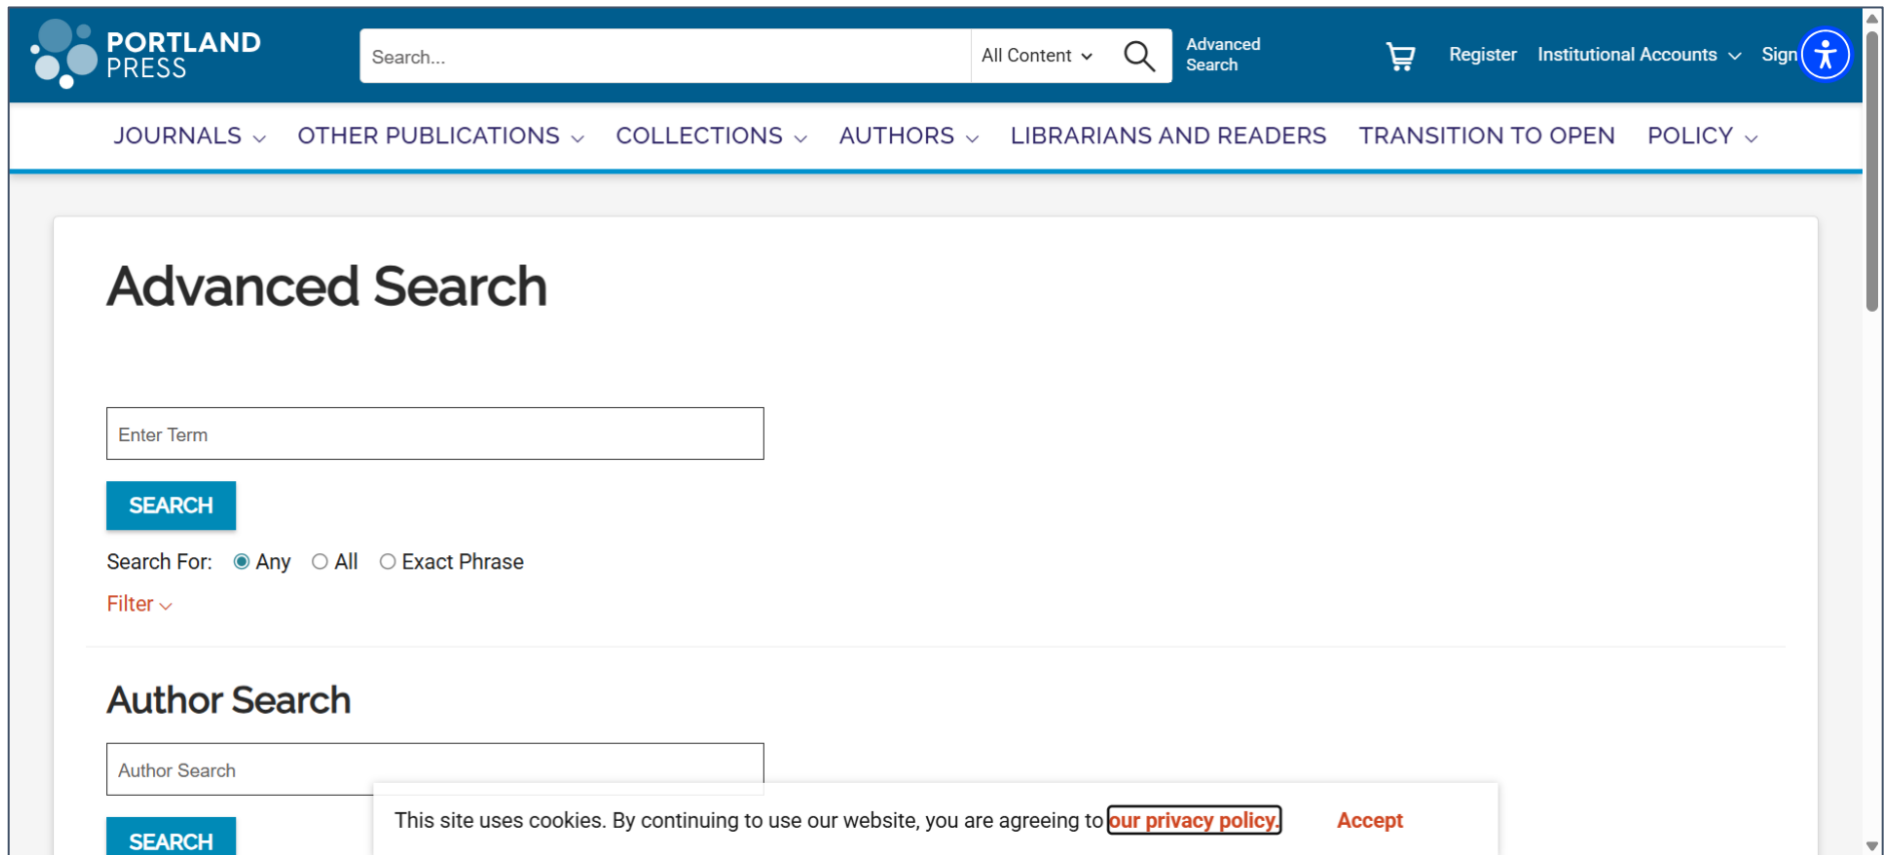 PORTLAND
PRESS
Search...
All Content
Advanced
Search
Register
Institutional Accounts
Sign
JOURNALS
OTHER PUBLICATIONS
COLLECTIONS
AUTHORS
LIBRARIANS AND READERS
TRANSITION TO OPEN
POLICY
Advanced Search
Enter Term
SEARCH
Search For: Any All Exact Phrase
Filter
Author Search
Author Search
SEARCH
This site uses cookies. By continuing to use our website, you are agreeing to our privacy policy. Accept